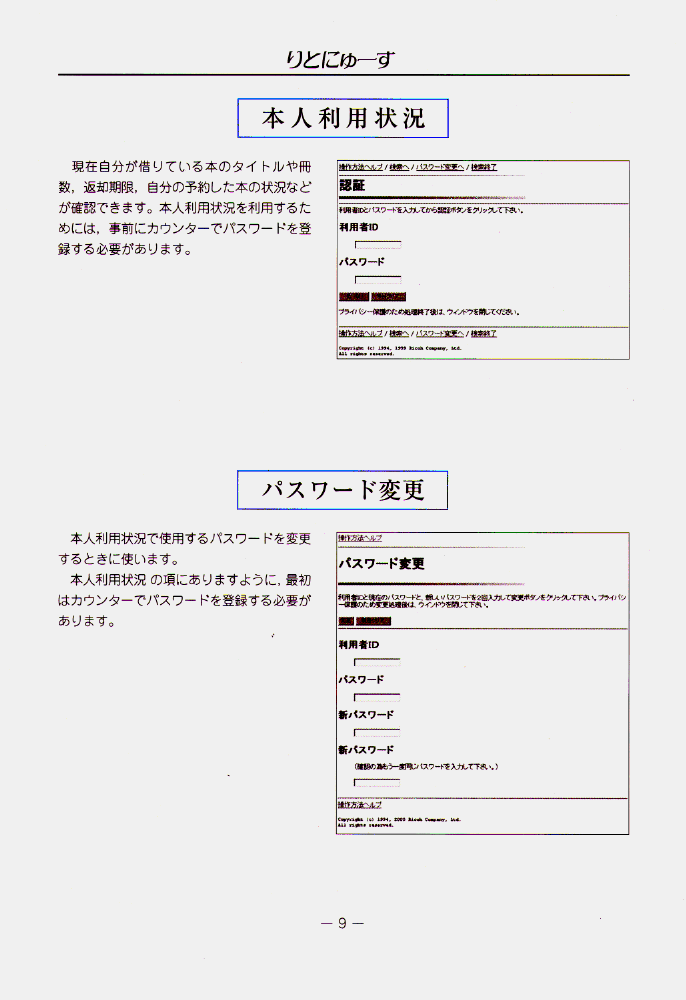 りとにゅーす
本人利用状況
現在自分が借りている本のタイトルや冊
数，返却期限，自分の予約した本の状況など
が確認できます。本人利用状況を利用するた
めには，事前にカウンターでパスワードを登
録する必要があります。
操作方法ヘルプ / 検索へ / パスワード変更へ / 検索終了
認証
利用者IDとパスワードを入力してから認証ボタンをクリックして下さい。
利用者ID
パスワード
プライバシー保護のため処理終了後は、ウィンドウを閉じてください。
操作方法ヘルプ / 検索へ / パスワード変更へ / 検索終了
Copyright (c) 1994, 1999 Ricoh Company, Ltd.
All rights reserved.
パスワード変更
本人利用状況で使用するパスワードを変更
するときに使います。
本人利用状況 の項にありますように，最初
はカウンターでパスワードを登録する必要が
あります。
操作方法ヘルプ
パスワード変更
利用者IDと現在のパスワードと、新しいパスワードを2回入力して変更ボタンをクリックして下さい。プライバシ
ー保護のため変更処理後は、ウインドウを閉じて下さい。
利用者ID
パスワード
新パスワード
新パスワード
（確認の為もう一度同じパスワードを入力して下さい。）
操作方法ヘルプ
Copyright (c) 1994, 2000 Ricoh Company, Ltd.
All rights reserved.
― 9 ―